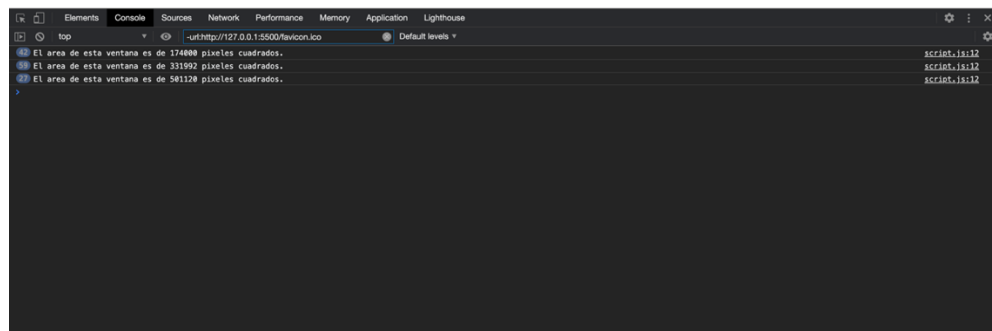 Elements Console Sources Network Performance Memory Application Lighthouse
top -url:http://127.0.0.1:5500/favicon.ico Default levels
42 El area de esta ventana es de 174000 pixeles cuadrados. script.js:12
59 El area de esta ventana es de 331992 pixeles cuadrados. script.js:12
27 El area de esta ventana es de 501120 pixeles cuadrados. script.js:12